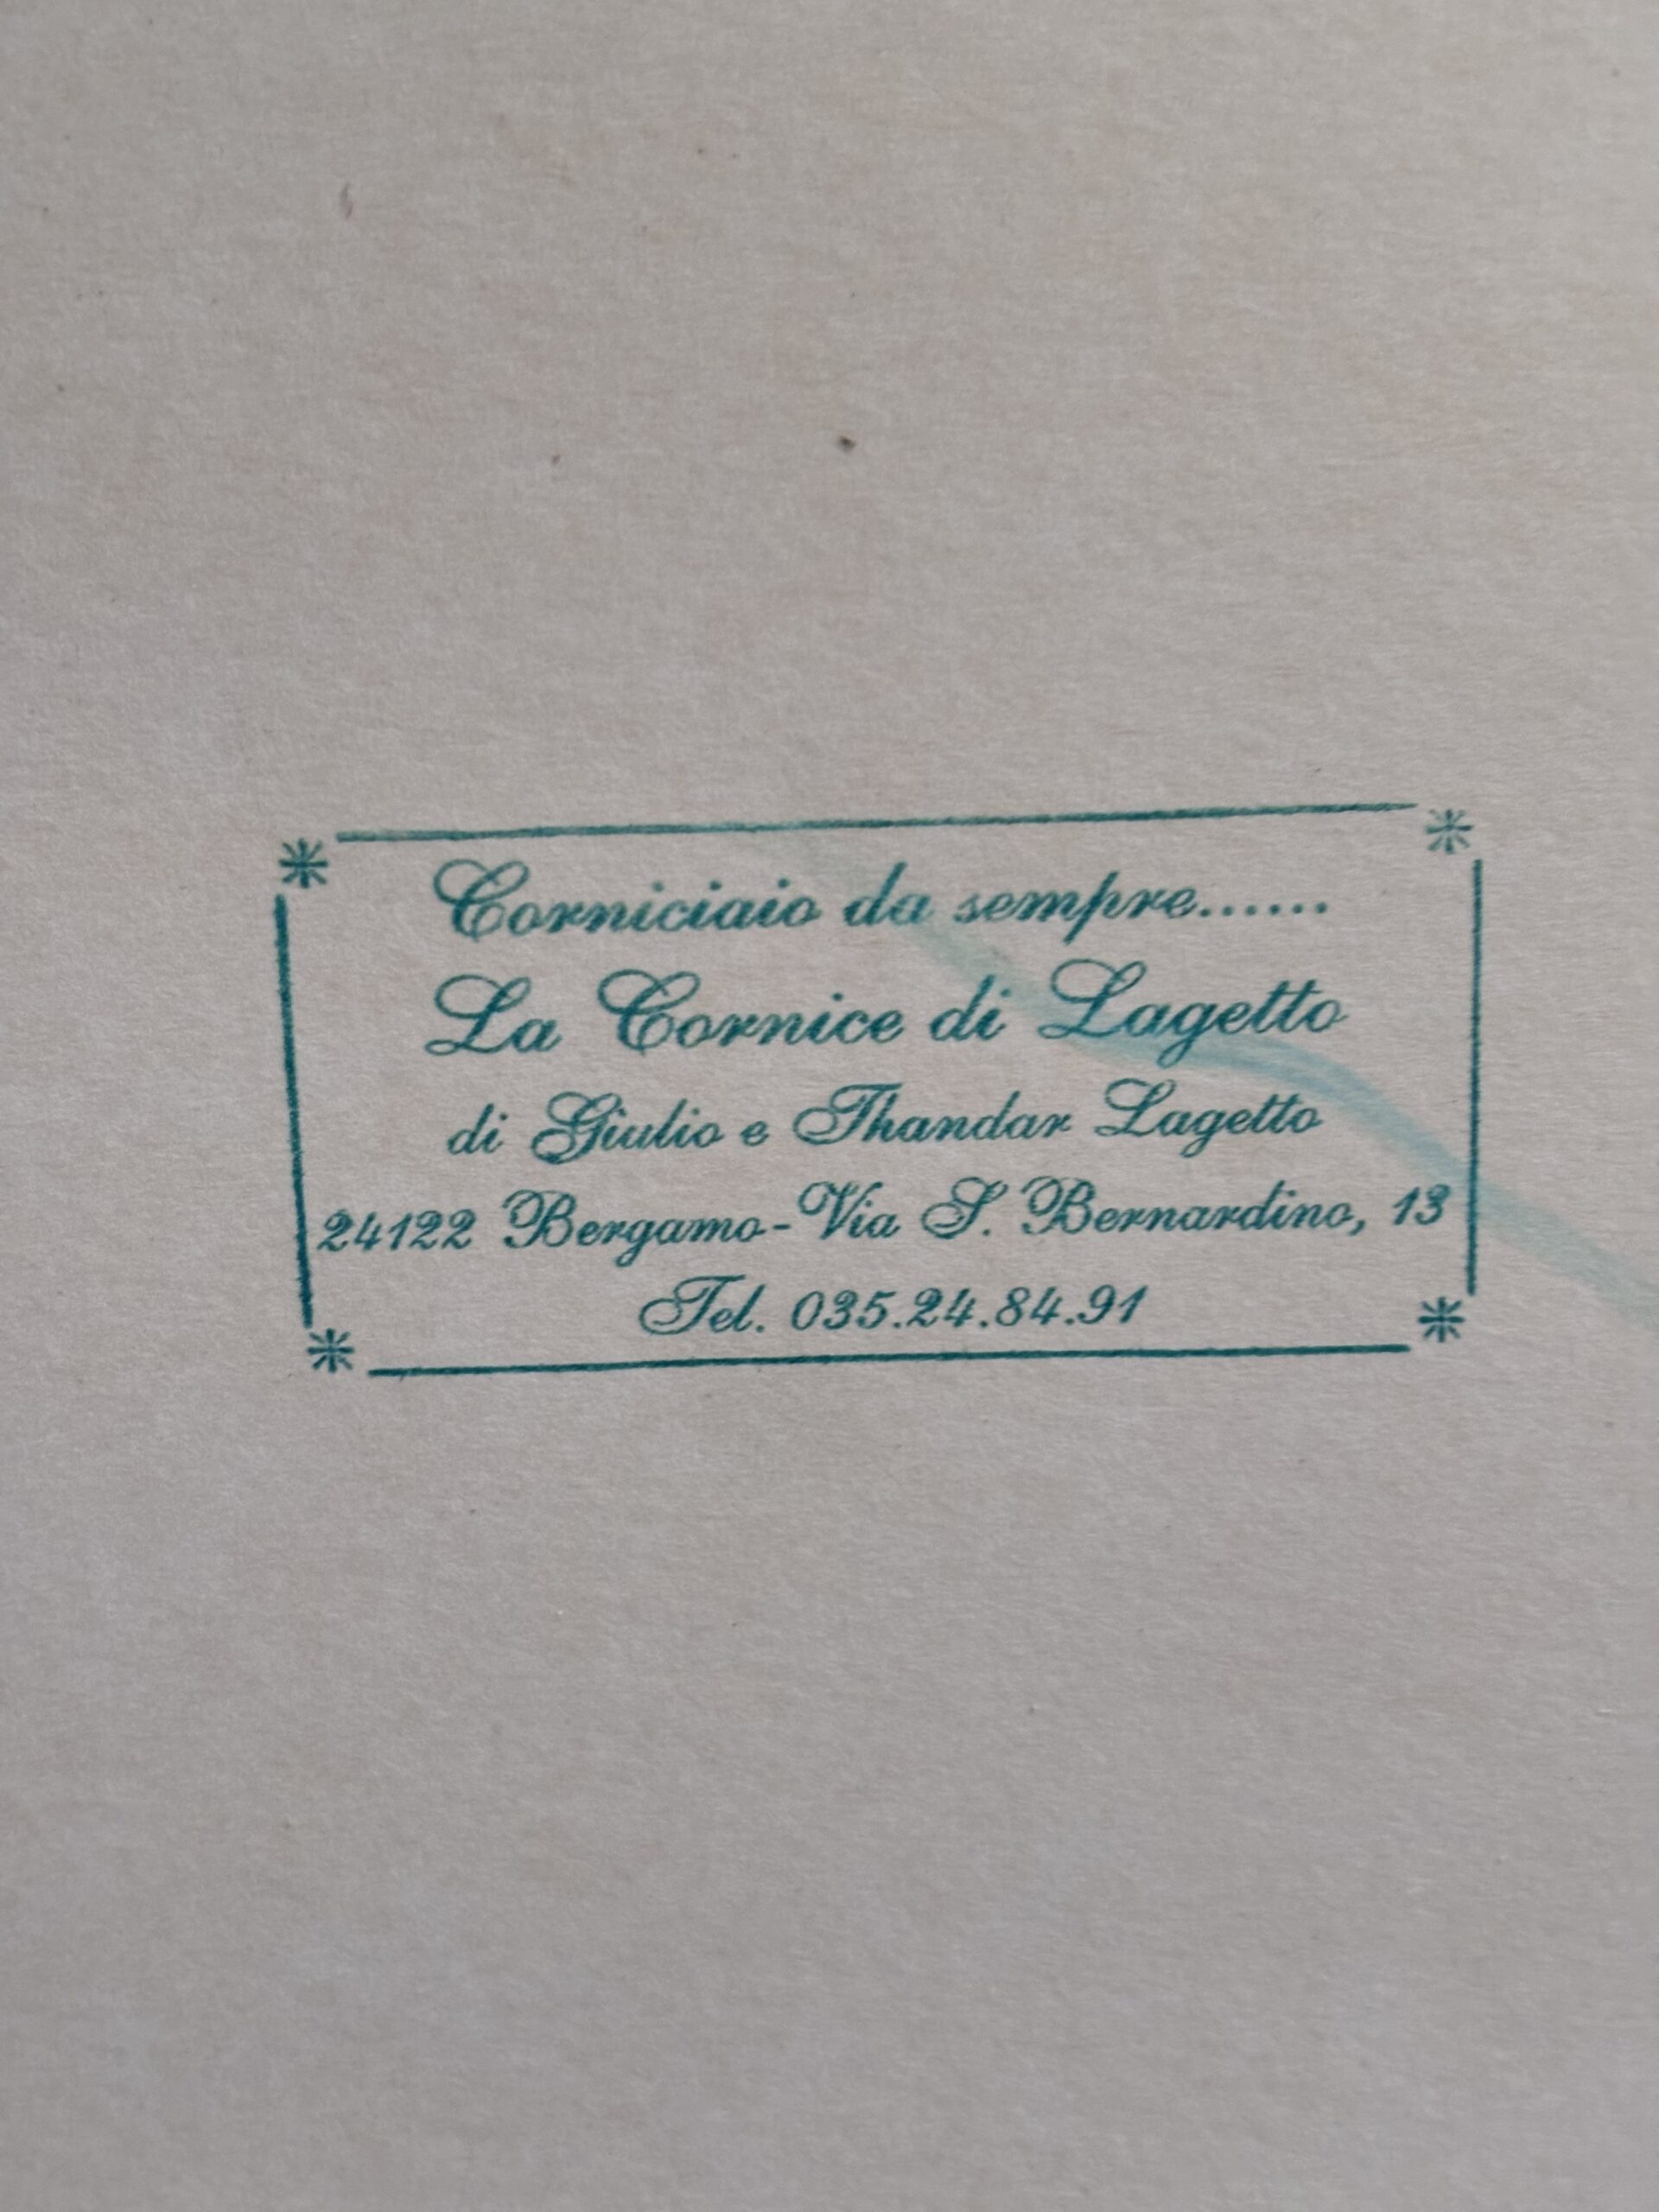 Corniciaio da sempre......
La Cornice di Lagetto
di Giulio e Thandar Lagetto
24122 Bergamo-Via S. Bernardino, 13
Tel. 035.24.84.91